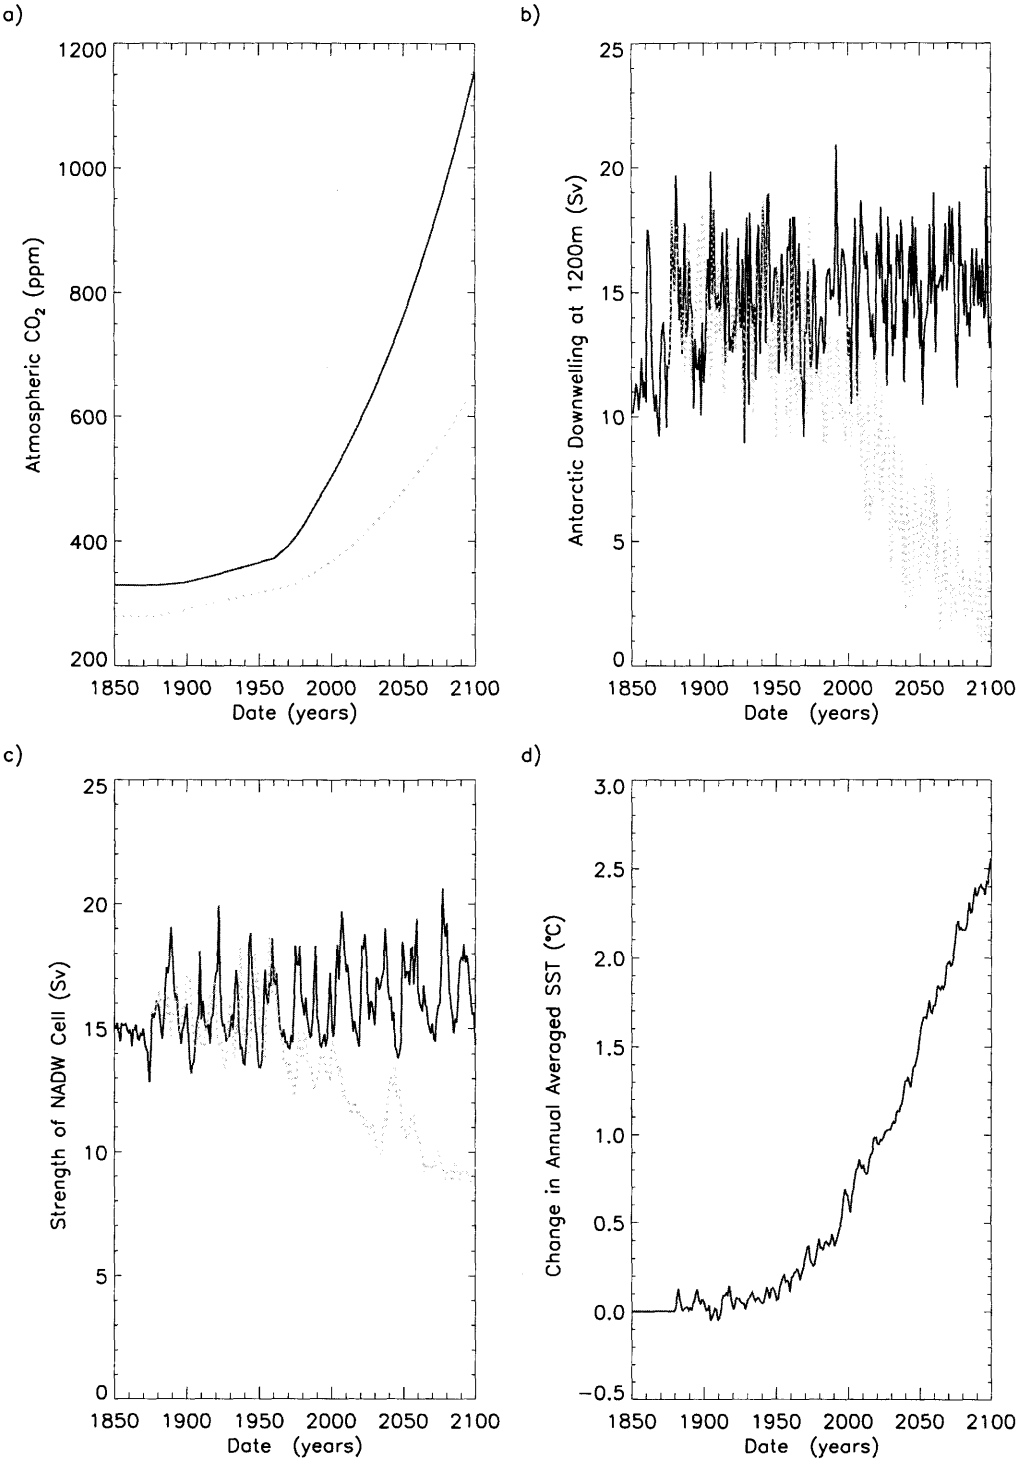 a)
1200
1000
800
600
400
200
Atmospheric CO2 (ppm)
1850 1900 1950 2000 2050 2100
Date (years)
b)
25
20
15
10
5
0
Antarctic Downwelling at 1200m (Sv)
1850 1900 1950 2000 2050 2100
Date (years)
c)
25
20
15
10
5
0
Strength of NADW Cell (Sv)
1850 1900 1950 2000 2050 2100
Date (years)
d)
3.0
2.5
2.0
1.5
1.0
0.5
0.0
−0.5
Change in Annual Averaged SST (°C)
1850 1900 1950 2000 2050 2100
Date (years)